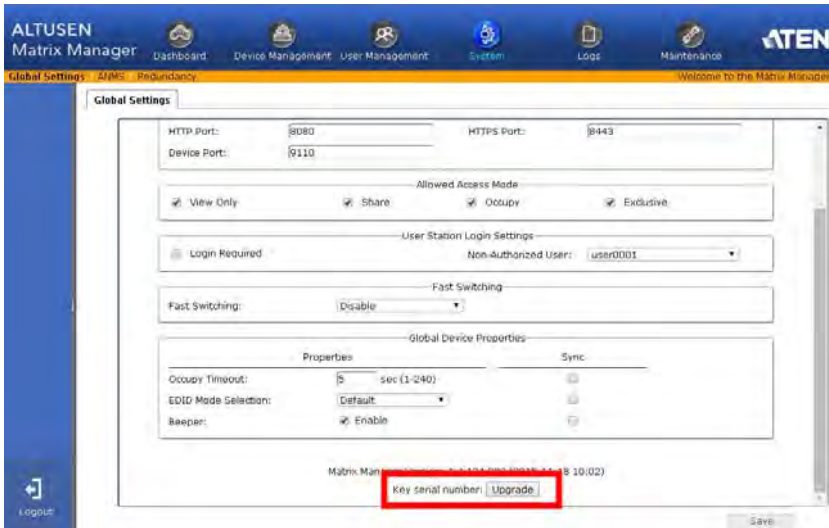 ALTUSEN
Matrix Manager
Dashboard Device Management User Management System Logs Maintenance
ATEN
Global Settings ANMS Redundancy Welcome to the Matrix Manager
Global Settings
HTTP Port: 8080 HTTPS Port: 8443
Device Port: 9110
Allowed Access Mode
View Only Share Occupy Exclusive
User Station Login Settings
Login Required Non-Authorized User: user0001
Fast Switching
Fast Switching: Disable
Global Device Properties
Properties Sync
Occupy Timeout: 5 sec (1-240)
EDID Mode Selection: Default
Beeper: Enable
Matrix 10:02)
Key serial number: Upgrade
Logout
Save